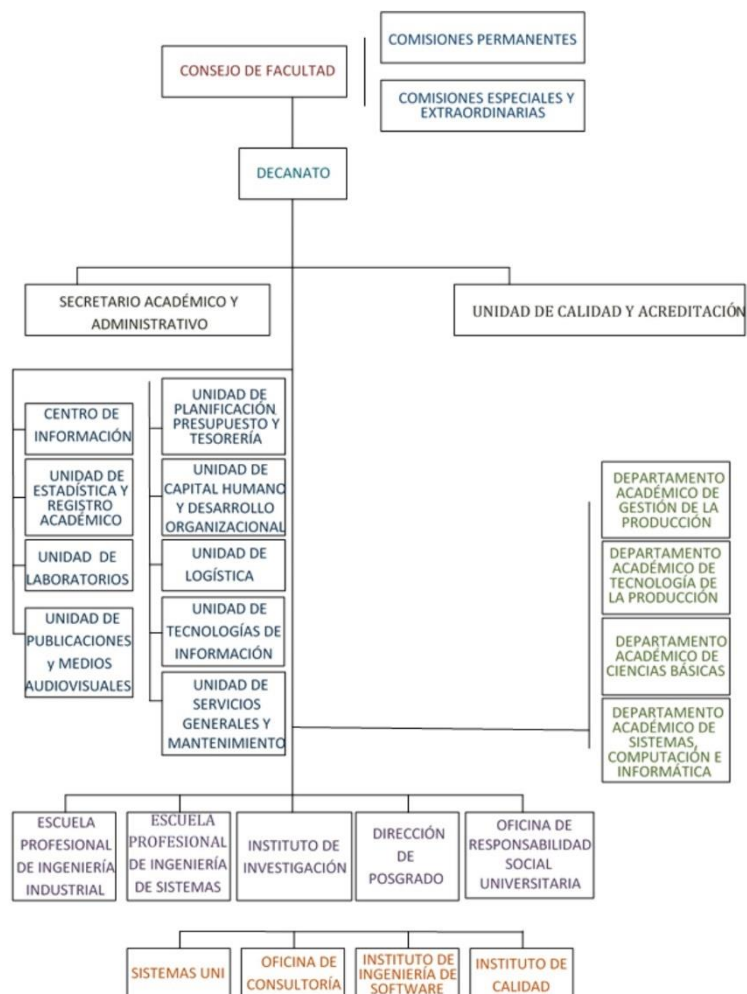 COMISIONES PERMANENTES
CONSEJO DE FACULTAD
COMISIONES ESPECIALES Y
EXTRAORDINARIAS
DECANATO
SECRETARIO ACADÉMICO Y
ADMINISTRATIVO
UNIDAD DE CALIDAD Y ACREDITACIÓN
CENTRO DE
INFORMACIÓN
UNIDAD DE
ESTADÍSTICA Y
REGISTRO
ACADÉMICO
UNIDAD DE
LABORATORIOS
UNIDAD DE
PUBLICACIONES
y MEDIOS
AUDIOVISUALES
UNIDAD DE
PLANIFICACIÓN
PRESUPUESTO Y
TESORERÍA
UNIDAD DE
CAPITAL HUMANO
Y DESARROLLO
ORGANIZACIONAL
UNIDAD DE
LOGÍSTICA
UNIDAD DE
TECNOLOGÍAS DE
INFORMACIÓN
UNIDAD DE
SERVICIOS
GENERALES Y
MANTENIMIENTO
DEPARTAMENTO
ACADÉMICO DE
GESTIÓN DE LA
PRODUCCIÓN
DEPARTAMENTO
ACADÉMICO DE
TECNOLOGÍA DE
LA PRODUCCIÓN
DEPARTAMENTO
ACADÉMICO DE
CIENCIAS BÁSICAS
DEPARTAMENTO
ACADÉMICO DE
SISTEMAS,
COMPUTACIÓN E
INFORMÁTICA
ESCUELA
PROFESIONAL
DE INGENIERÍA
INDUSTRIAL
ESCUELA
PROFESIONAL
DE INGENIERÍA
DE SISTEMAS
INSTITUTO DE
INVESTIGACIÓN
DIRECCIÓN
DE
POSGRADO
OFICINA DE
RESPONSABILIDAD
SOCIAL
UNIVERSITARIA
SISTEMAS UNI
OFICINA DE
CONSULTORÍA
INSTITUTO DE
INGENIERÍA DE
SOFTWARE
INSTITUTO DE
CALIDAD